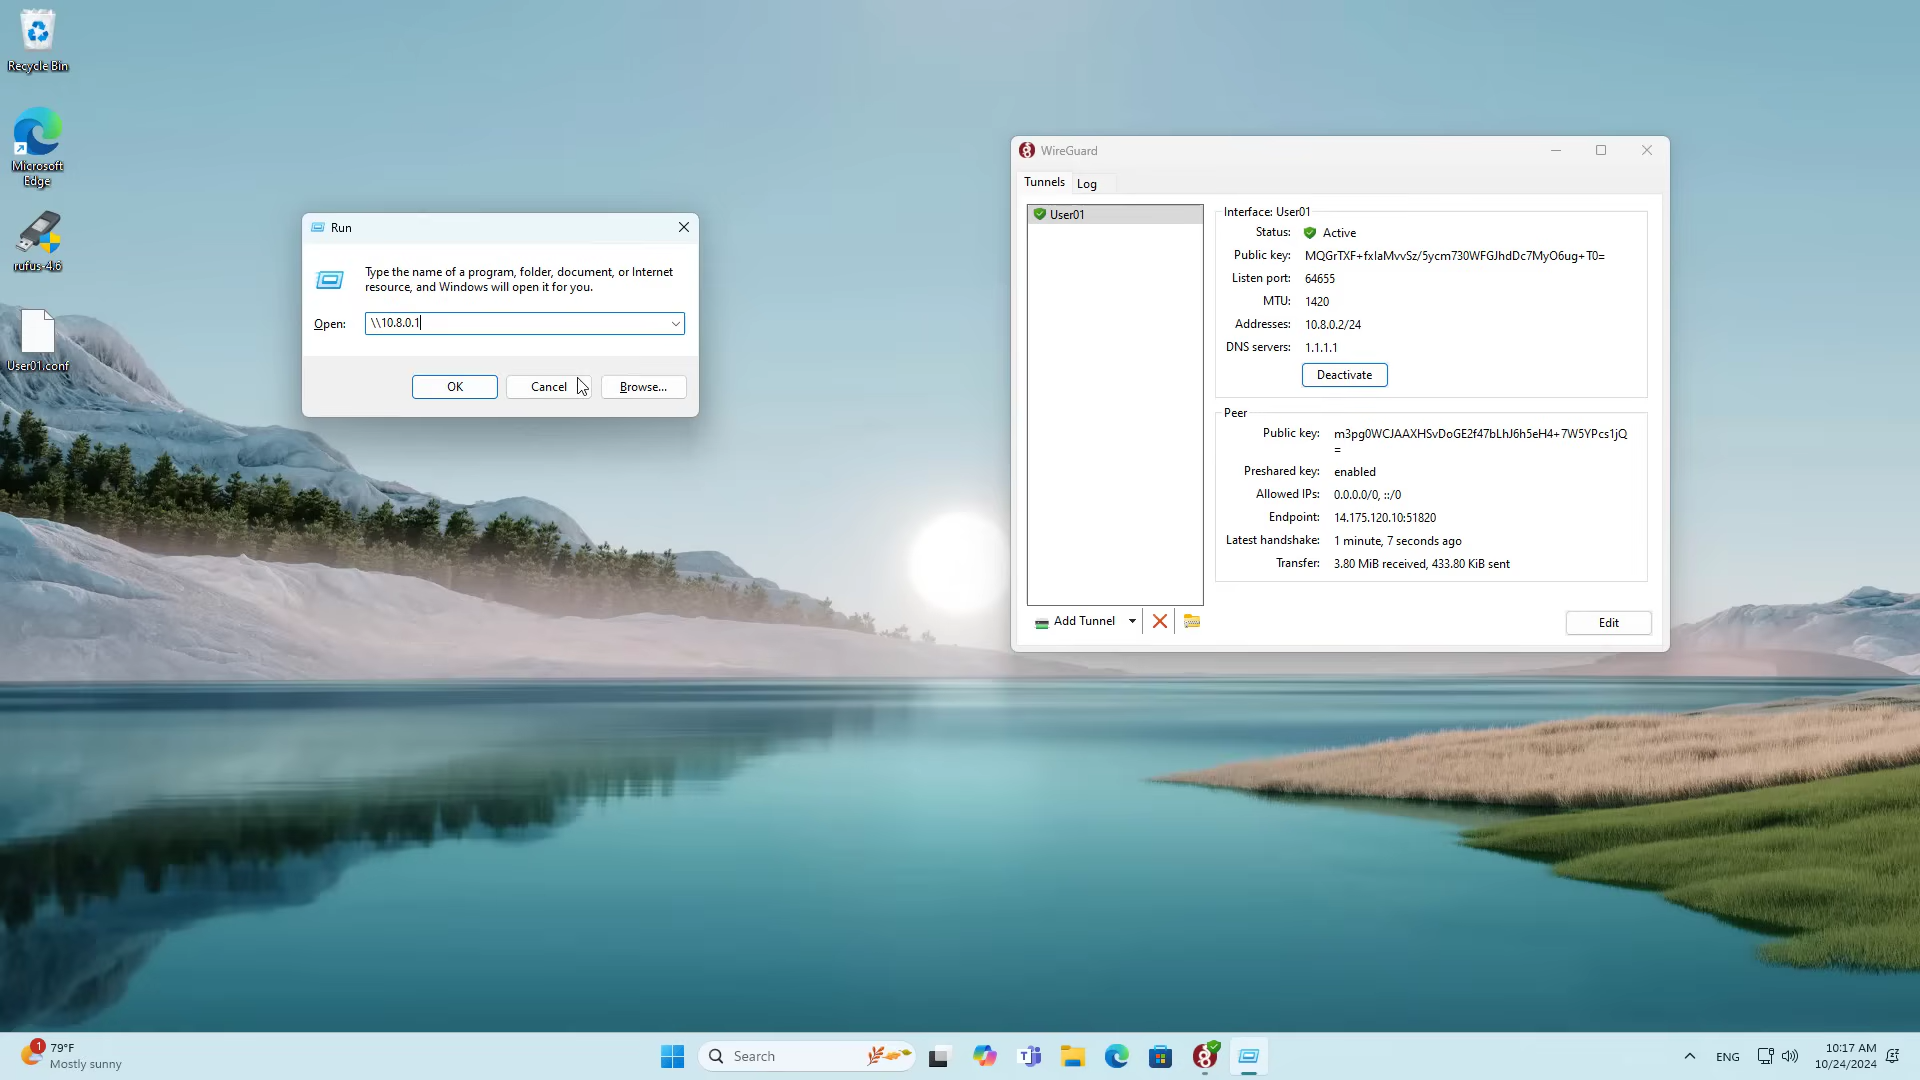 Recycle Bin
Microsoft
Edge
rufus-4.6
User01.conf
Run
Type the name of a program, folder, document, or Internet
resource, and Windows will open it for you.
Open:
\\10.8.0.1
OK
Cancel
Browse...
WireGuard
Tunnels
Log
User01
Interface: User01
Status:
Active
Public key:
MQGrTXF+fxIaMvvSz/5ycm730WFGJhdDc7MyO6ug+T0=
Listen port:
64655
MTU:
1420
Addresses:
10.8.0.2/24
DNS servers:
1.1.1.1
Deactivate
Peer
Public key:
m3pg0WCJAAXHSvDoGE2f47bLhJ6h5eH4+7W5YPcs1jQ
=
Preshared key:
enabled
Allowed IPs:
0.0.0.0/0, ::/0
Endpoint:
14.175.120.10:51820
Latest handshake:
1 minute, 7 seconds ago
Transfer:
3.80 MiB received, 433.80 KiB sent
Add Tunnel
Edit
1
79°F
Mostly sunny
Search
ENG
10:17 AM
10/24/2024